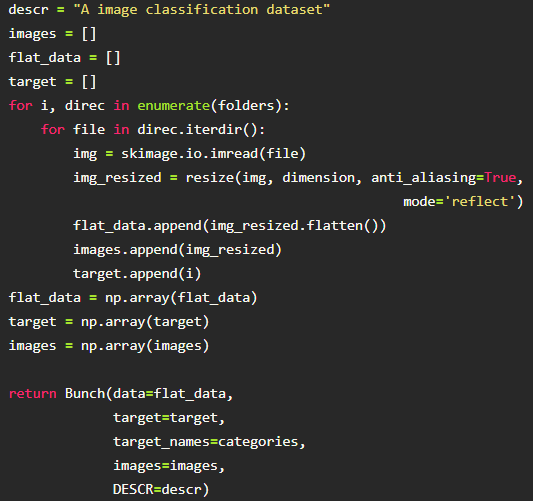 descr = "A image classification dataset"
images = []
flat_data = []
target = []
for i, direc in enumerate(folders):
    for file in direc.iterdir():
        img = skimage.io.imread(file)
        img_resized = resize(img, dimension, anti_aliasing=True,
                                                 mode='reflect')
        flat_data.append(img_resized.flatten())
        images.append(img_resized)
        target.append(i)
flat_data = np.array(flat_data)
target = np.array(target)
images = np.array(images)

return Bunch(data=flat_data,
             target=target,
             target_names=categories,
             images=images,
             DESCR=descr)